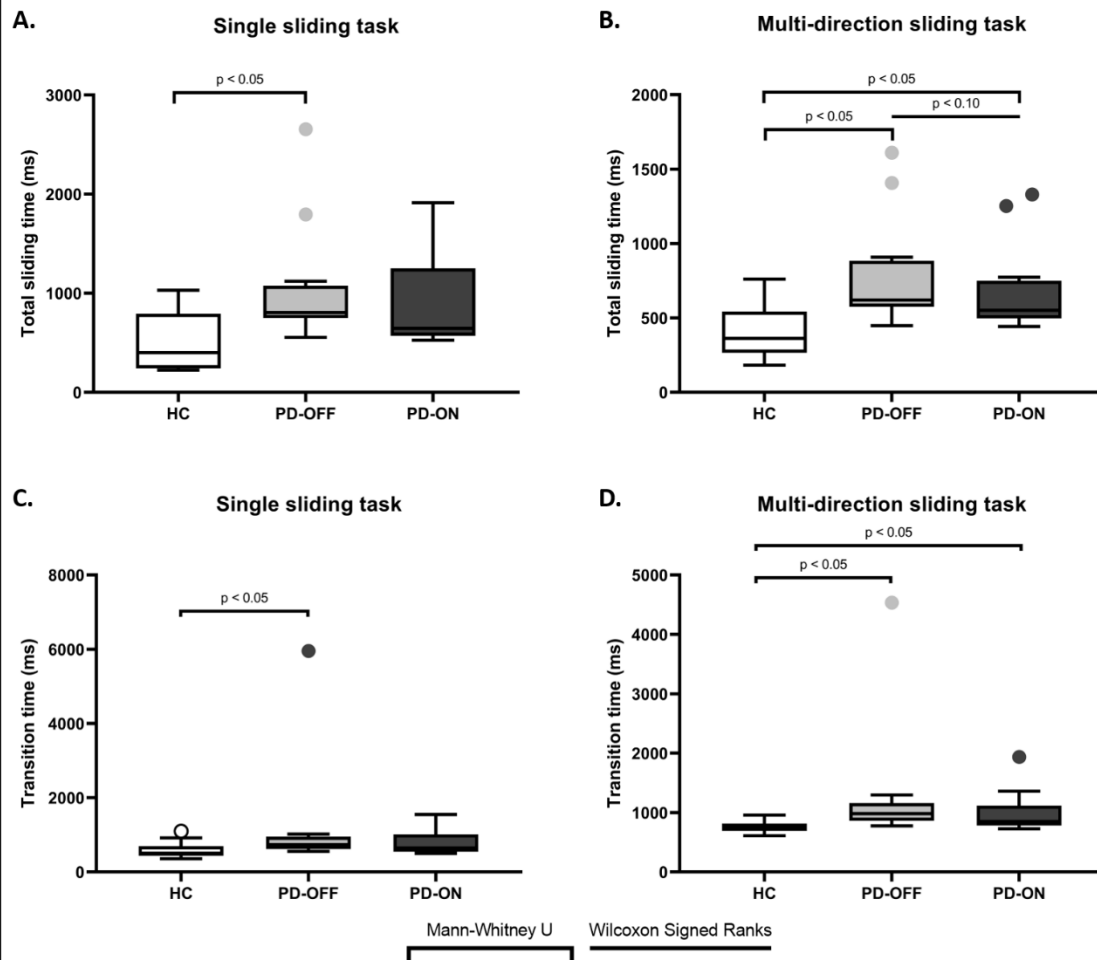 A.
Single sliding task
p < 0.05
Total sliding time (ms)
3000
2000
1000
0
HC
PD-OFF
PD-ON
B.
Multi-direction sliding task
p < 0.05
p < 0.10
p < 0.05
Total sliding time (ms)
2000
1500
1000
500
0
HC
PD-OFF
PD-ON
C.
Single sliding task
p < 0.05
Transition time (ms)
8000
6000
4000
2000
0
HC
PD-OFF
PD-ON
D.
Multi-direction sliding task
p < 0.05
p < 0.05
Transition time (ms)
5000
4000
3000
2000
1000
0
HC
PD-OFF
PD-ON
Mann-Whitney U
Wilcoxon Signed Ranks